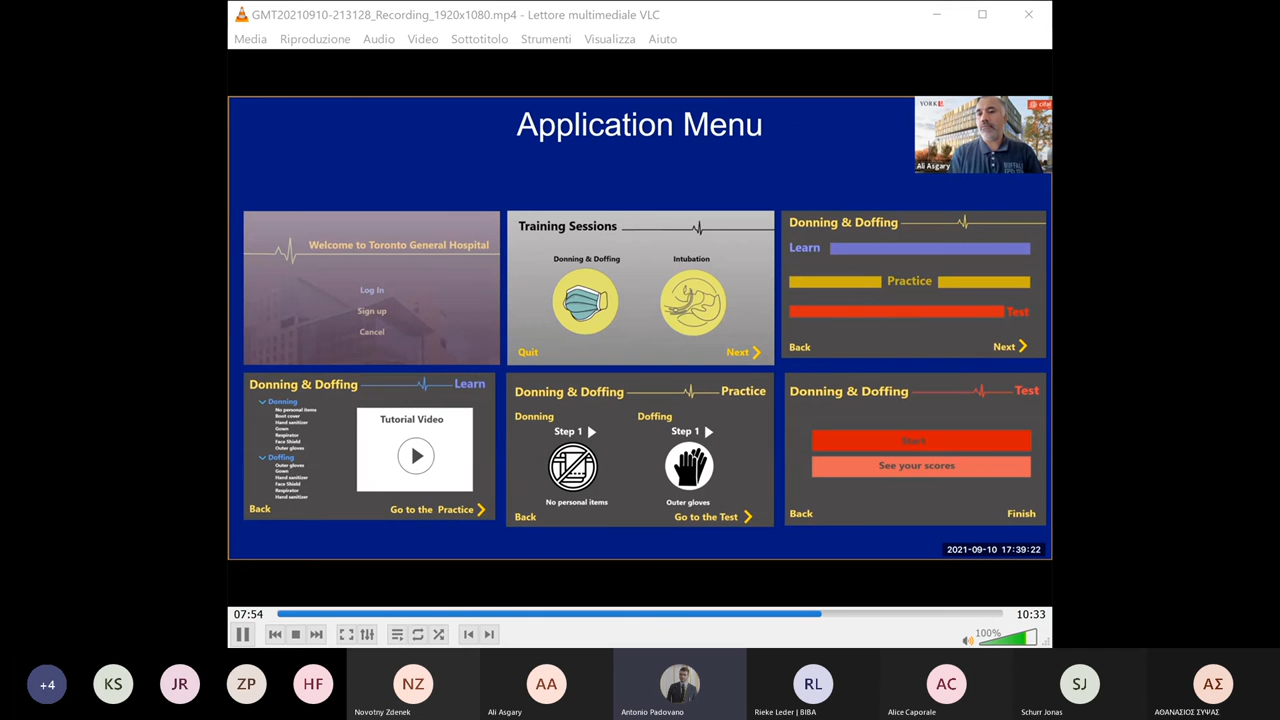 GMT20210910-213128_Recording_1920x1080.mp4 - Lettore multimediale VLC
Media Riproduzione Audio Video Sottotitolo Strumenti Visualizza Aiuto
Application Menu
YORK U
cifal
Ali Asgary
Welcome to Toronto General Hospital
Log In
Sign up
Cancel
Training Sessions
Donning & Doffing Intubation
Quit Next
Donning & Doffing
Learn
Practice
Test
Back Next
Donning & Doffing Learn
Donning
No personal items
Boot cover
Hand sanitizer
Gown
Respirator
Face Shield
Outer gloves
Doffing
Outer gloves
Gown
Hand sanitizer
Face Shield
Respirator
Hand sanitizer
Tutorial Video
Back Go to the Practice
Donning & Doffing Practice
Donning Doffing
Step 1 Step 1
No personal items Outer gloves
Back Go to the Test
Donning & Doffing Test
Start
See your scores
Back Finish
2021-09-10 17:39:22
07:54 10:33
100%
+4 KS JR ZP HF NZ AA RL AC SJ ΑΣ
Novotny Zdenek Ali Asgary Antonio Padovano Rieke Leder | BIBA Alice Caporale Schurr Jonas ΑΘΑΝΑΣΙΟΣ ΣΥΨΑΣ